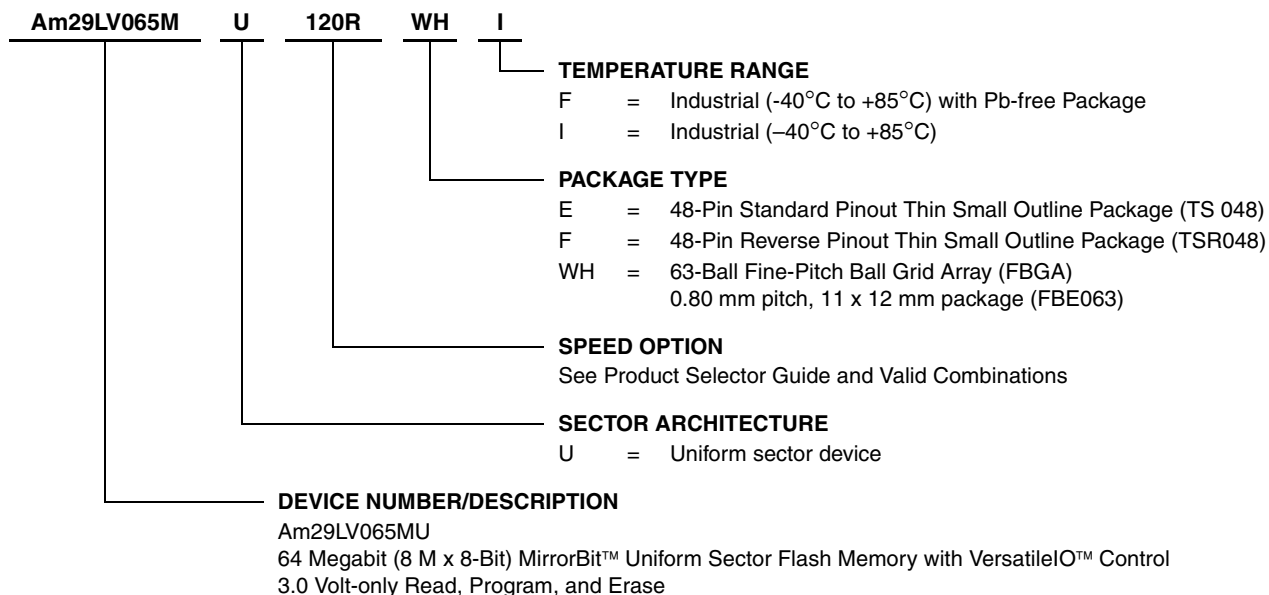 Am29LV065M U 120R WH I
TEMPERATURE RANGE
F = Industrial (-40°C to +85°C) with Pb-free Package
I = Industrial (–40°C to +85°C)
PACKAGE TYPE
E = 48-Pin Standard Pinout Thin Small Outline Package (TS 048)
F = 48-Pin Reverse Pinout Thin Small Outline Package (TSR048)
WH = 63-Ball Fine-Pitch Ball Grid Array (FBGA)
0.80 mm pitch, 11 x 12 mm package (FBE063)
SPEED OPTION
See Product Selector Guide and Valid Combinations
SECTOR ARCHITECTURE
U = Uniform sector device
DEVICE NUMBER/DESCRIPTION
Am29LV065MU
64 Megabit (8 M x 8-Bit) MirrorBit™ Uniform Sector Flash Memory with VersatileIO™ Control
3.0 Volt-only Read, Program, and Erase